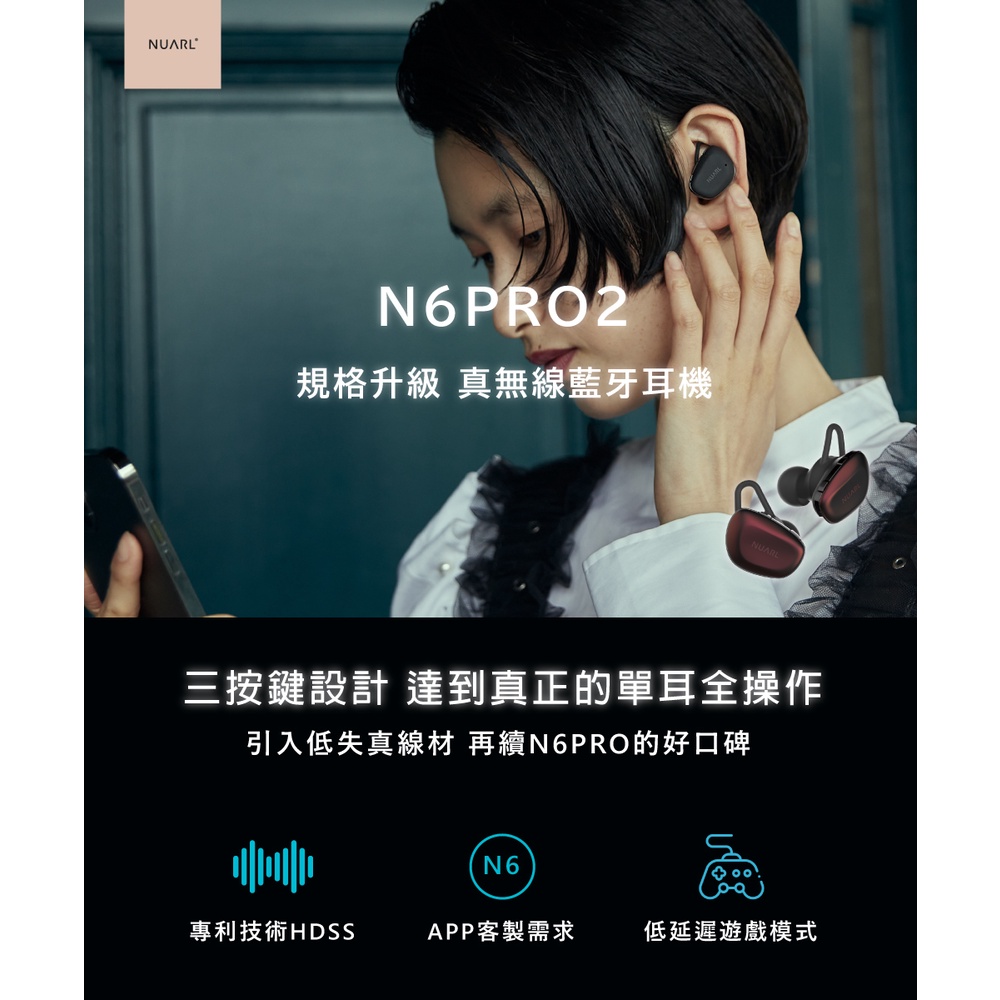 NUARL®
NUARL
N6PRO2
規格升級 真無線藍牙耳機
NUARL
NUARL
三按鍵設計 達到真正的單耳全操作
引入低失真線材 再續N6PRO的好口碑
N6
專利技術HDSS
APP客製需求
低延遲遊戲模式